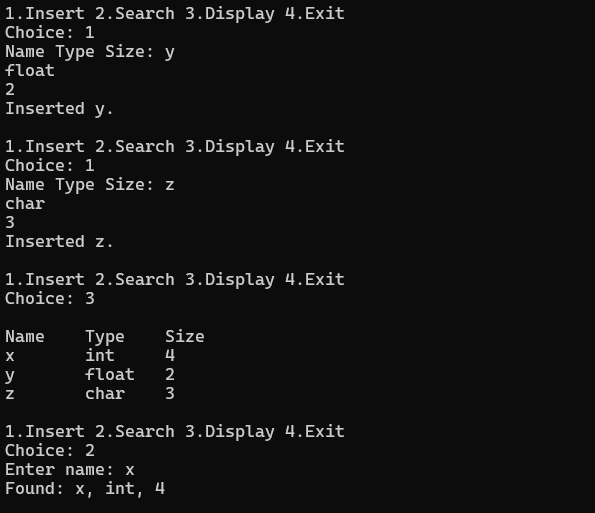 1.Insert 2.Search 3.Display 4.Exit
Choice: 1
Name Type Size: y
float
2
Inserted y.

1.Insert 2.Search 3.Display 4.Exit
Choice: 1
Name Type Size: z
char
3
Inserted z.

1.Insert 2.Search 3.Display 4.Exit
Choice: 3

Name    Type    Size
x       int     4
y       float   2
z       char    3

1.Insert 2.Search 3.Display 4.Exit
Choice: 2
Enter name: x
Found: x, int, 4